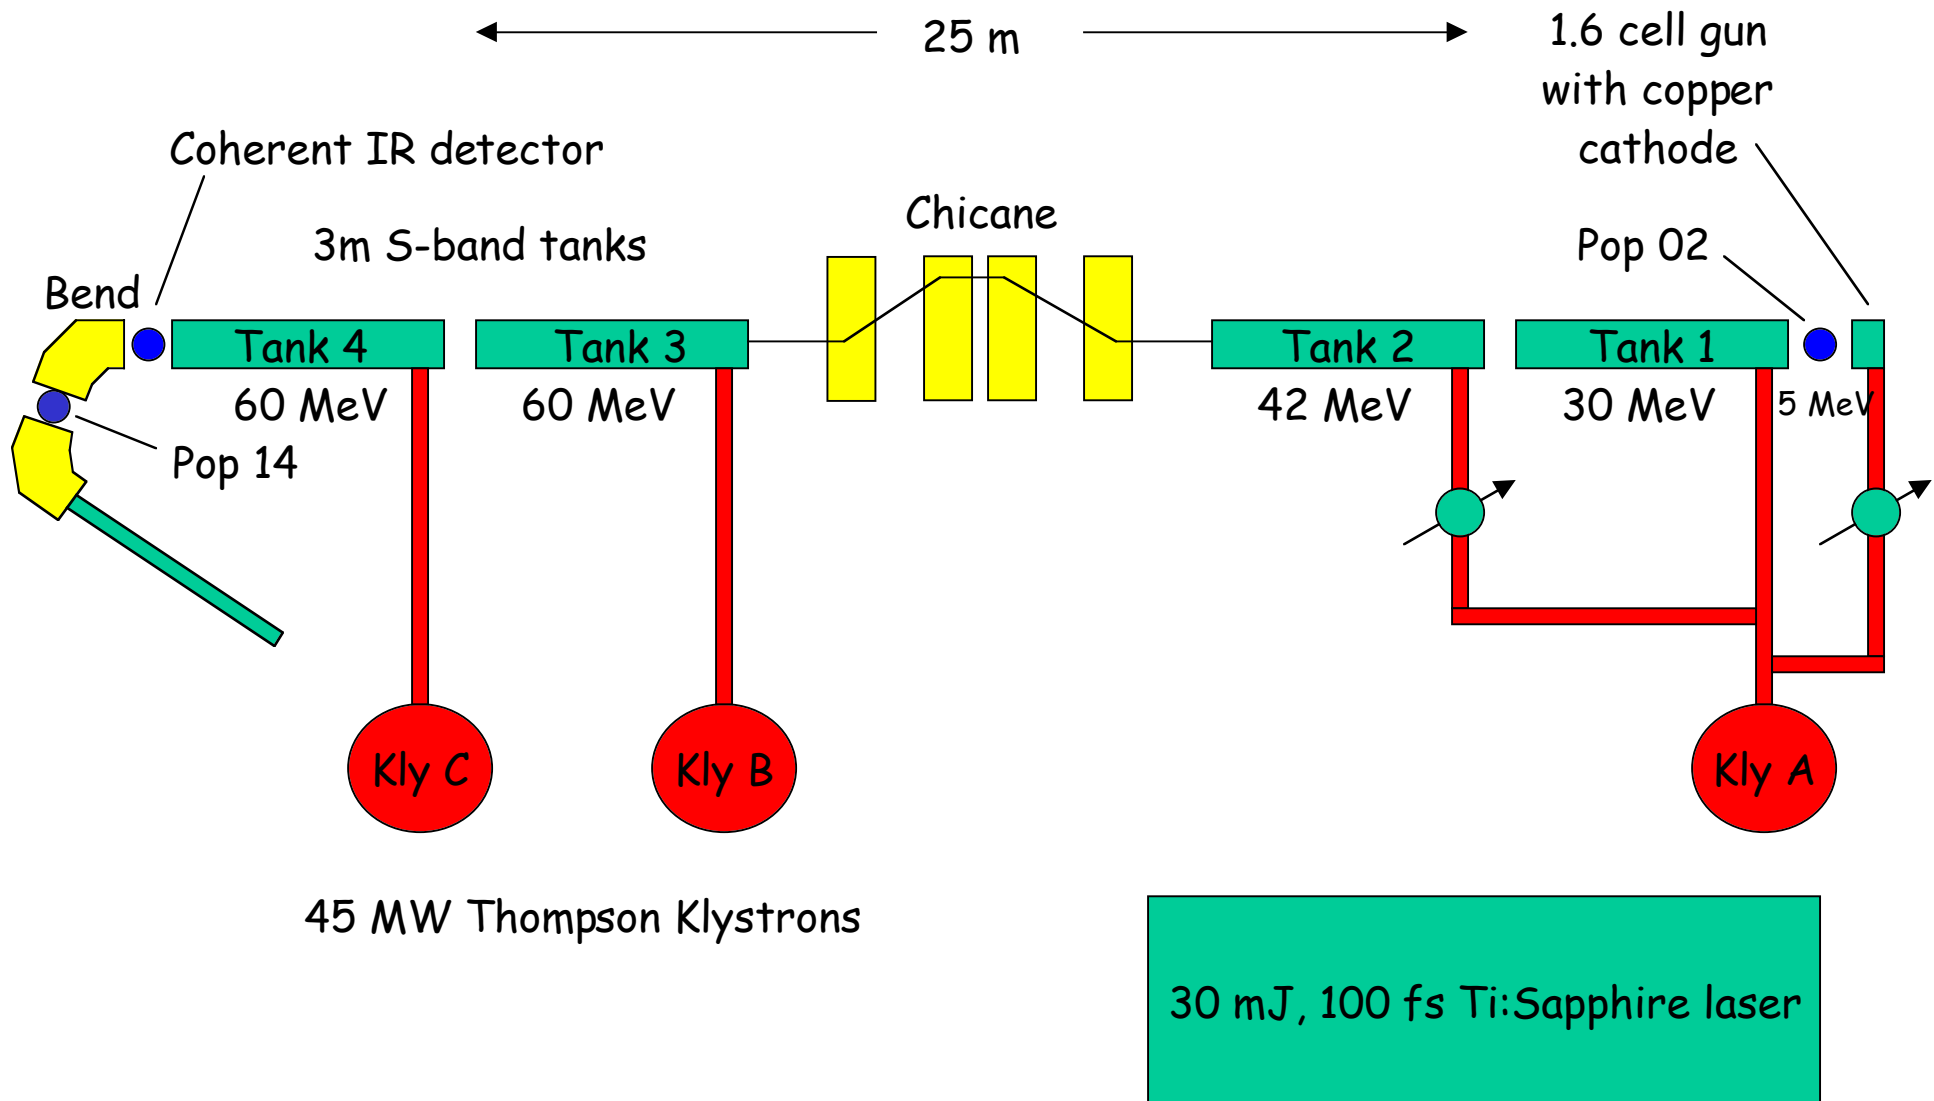 25 m
1.6 cell gun
with copper
cathode
Coherent IR detector
Chicane
3m S-band tanks
Pop 02
Bend
Tank 4
Tank 3
Tank 2
Tank 1
60 MeV
60 MeV
42 MeV
30 MeV
5 MeV
Pop 14
Kly C
Kly B
Kly A
45 MW Thompson Klystrons
30 mJ, 100 fs Ti:Sapphire laser